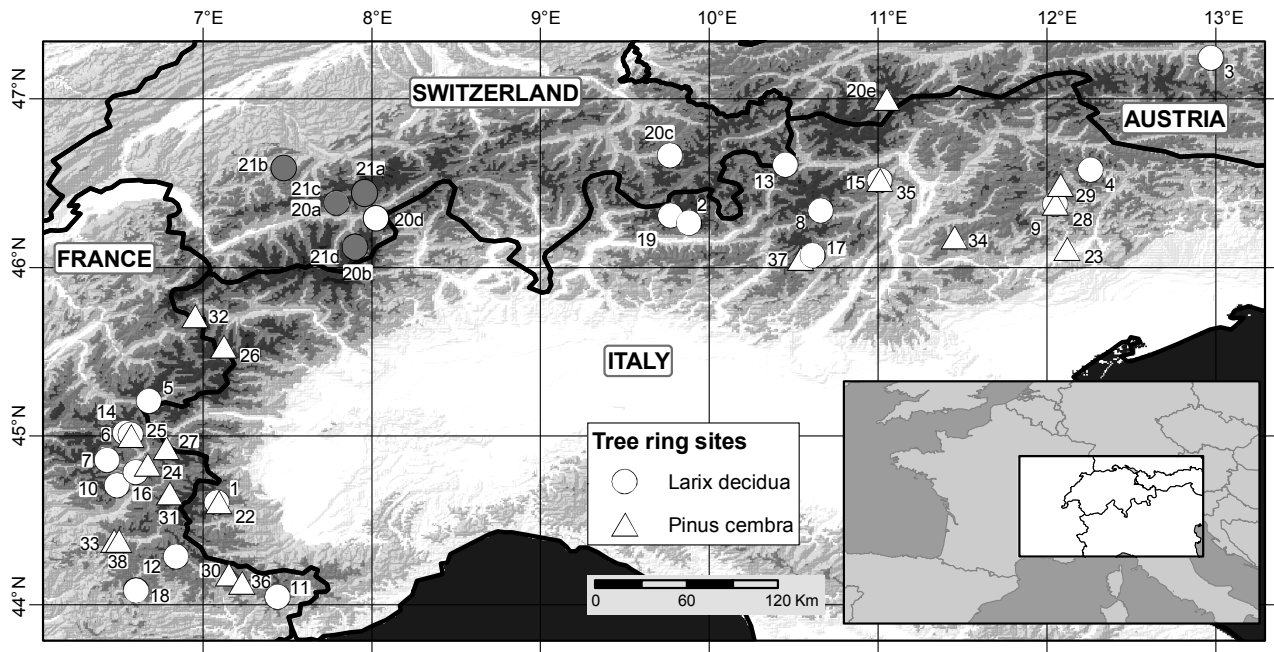 7°E 8°E 9°E 10°E 11°E 12°E 13°E
3
47°N
SWITZERLAND
20e
AUSTRIA
20c
21b 21a
13
15
35
4
21c
20a
29
2
8
9
28
20d
19
34
21d
17
23
46°N
FRANCE
20b
37
32
26
ITALY
5
14
45°N
6
25
27
7
24
10
16
1
31
22
33
38
12
30
36
11
18
44°N
Tree ring sites
Larix decidua
Pinus cembra
0 60 120 Km